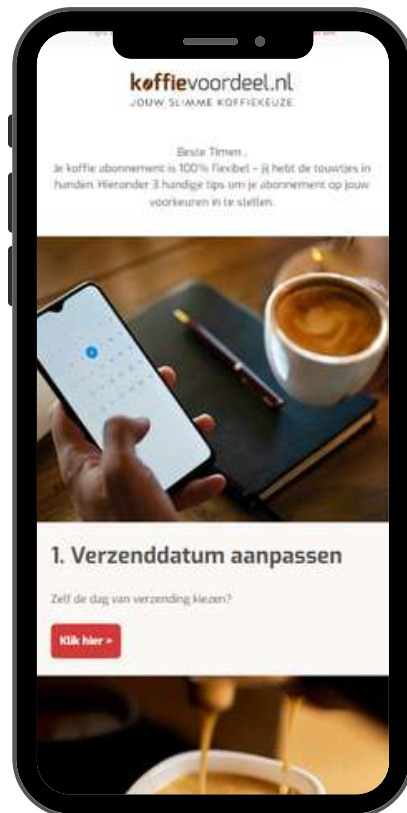 koffievoordeel.nl
JOUW SLIMME KOFFIEKEUZE
Beste Timen ,
Je koffie abonnement is 100% flexibel – jij hebt de touwtjes in
handen. Hieronder 3 handige tips om je abonnement op jouw
voorkeuren in te stellen.
1. Verzenddatum aanpassen
Zelf de dag van verzending kiezen?
Klik hier >